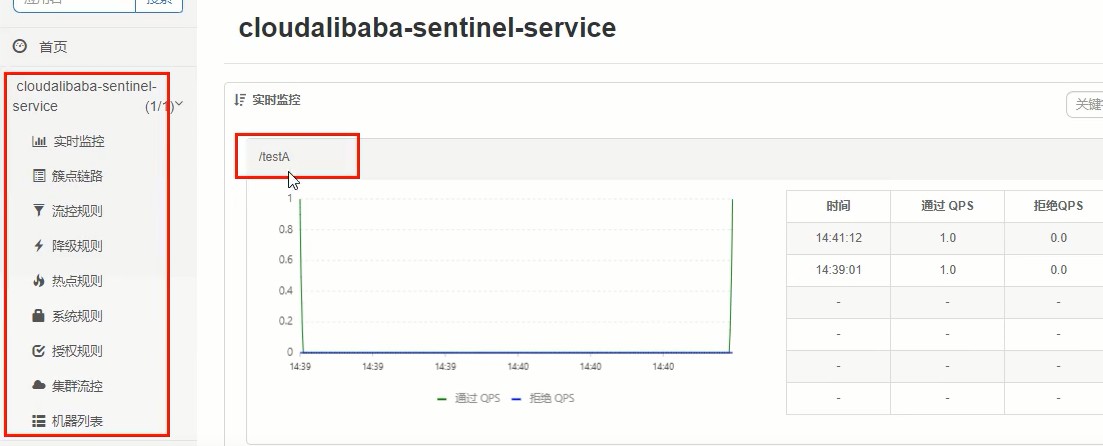 应用名 搜索
首页
cloudalibaba-sentinel-
service (1/1)
实时监控
簇点链路
流控规则
降级规则
热点规则
系统规则
授权规则
集群流控
机器列表
cloudalibaba-sentinel-service
实时监控
关键
/testA
1
0.8
0.6
0.4
0.2
0
14:39 14:39 14:39 14:40 14:40 14:40
通过 QPS 拒绝 QPS
时间 通过 QPS 拒绝QPS
14:41:12 1.0 0.0
14:39:01 1.0 0.0
- - -
- - -
- - -
- - -